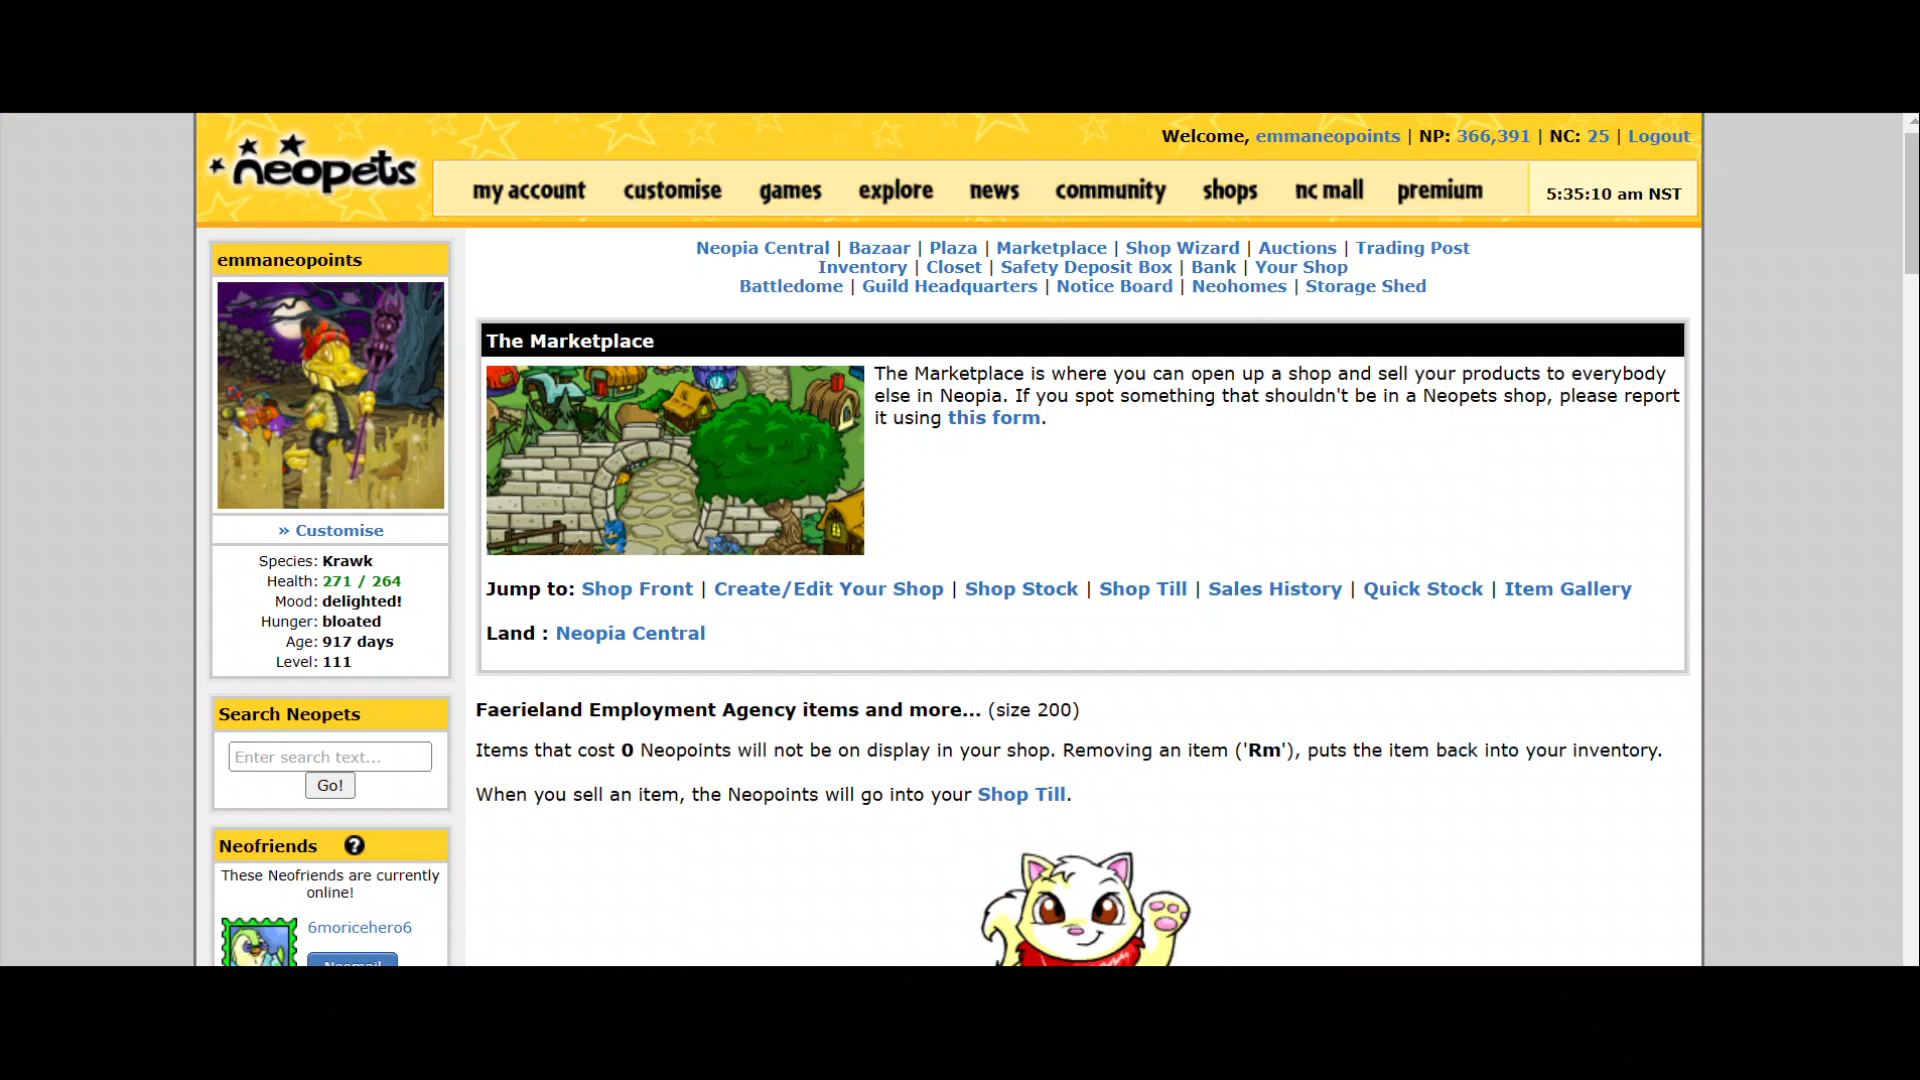 Welcome, emmaneopoints | NP: 366,391 | NC: 25 | Logout
neopets
my account customise games explore news community shops nc mall premium
5:35:10 am NST
emmaneopoints
» Customise
Species: Krawk
Health: 271 / 264
Mood: delighted!
Hunger: bloated
Age: 917 days
Level: 111
Search Neopets
Enter search text...
Go!
Neofriends ?
These Neofriends are currently
online!
6moricehero6
Neomail
Neopia Central | Bazaar | Plaza | Marketplace | Shop Wizard | Auctions | Trading Post
Inventory | Closet | Safety Deposit Box | Bank | Your Shop
Battledome | Guild Headquarters | Notice Board | Neohomes | Storage Shed
The Marketplace
The Marketplace is where you can open up a shop and sell your products to everybody
else in Neopia. If you spot something that shouldn't be in a Neopets shop, please report
it using this form.
Jump to: Shop Front | Create/Edit Your Shop | Shop Stock | Shop Till | Sales History | Quick Stock | Item Gallery
Land : Neopia Central
Faerieland Employment Agency items and more... (size 200)
Items that cost 0 Neopoints will not be on display in your shop. Removing an item ('Rm'), puts the item back into your inventory.
When you sell an item, the Neopoints will go into your Shop Till.